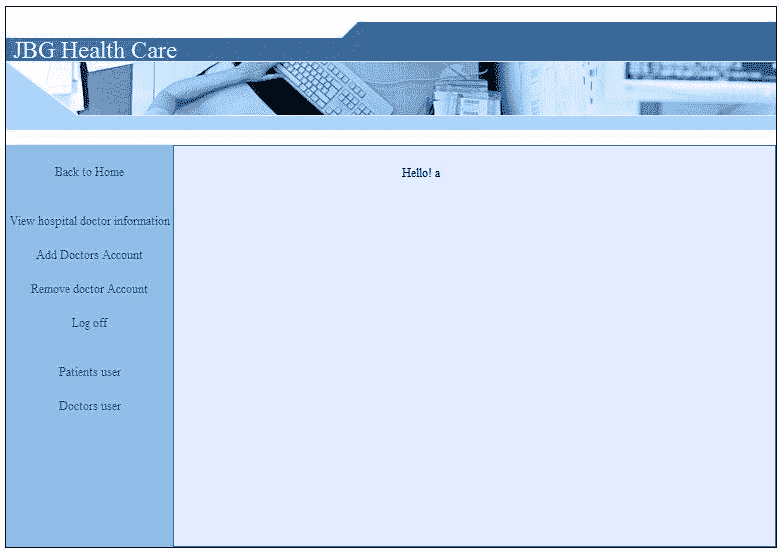 JBG Health Care
Back to Home
Hello! a
View hospital doctor information
Add Doctors Account
Remove doctor Account
Log off
Patients user
Doctors user